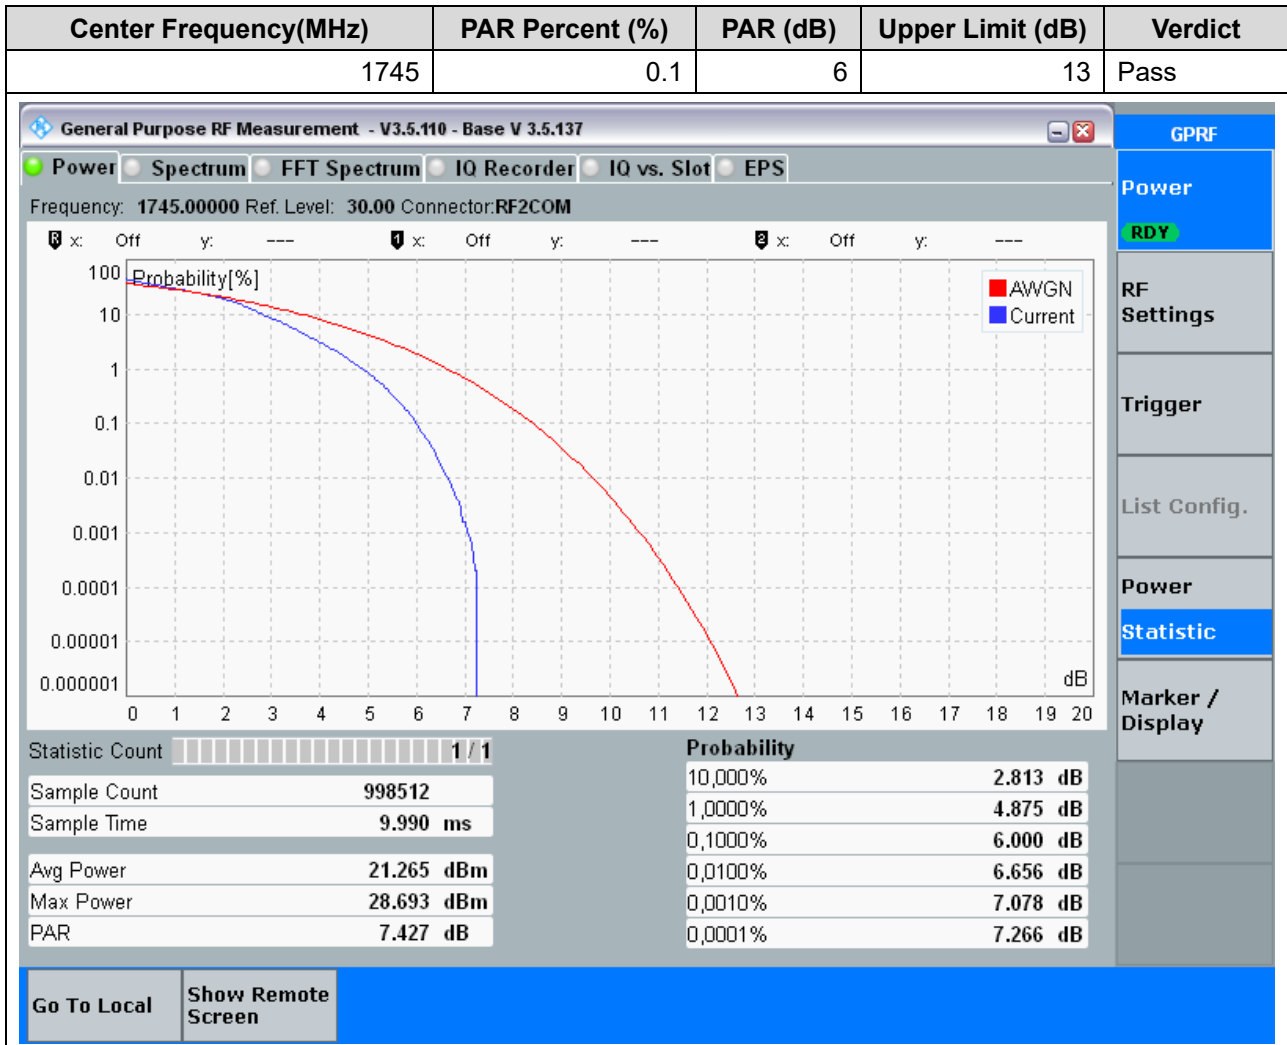 Center Frequency(MHz) PAR Percent (%) PAR (dB) Upper Limit (dB) Verdict
1745 0.1 6 13 Pass
General Purpose RF Measurement - V3.5.110 - Base V 3.5.137
GPRF
Power Spectrum FFT Spectrum IQ Recorder IQ vs. Slot EPS
Power
RDY
Frequency: 1745.00000 Ref. Level: 30.00 Connector:RF2COM
R x: Off y: --- 1 x: Off y: --- 2 x: Off y: ---
Probability[%]
100
10
1
0.1
0.01
0.001
0.0001
0.00001
0.000001
AWGN
Current
dB
0 1 2 3 4 5 6 7 8 9 10 11 12 13 14 15 16 17 18 19 20
RF
Settings
Trigger
List Config.
Power
Statistic
Marker /
Display
Statistic Count 1 / 1
Sample Count 998512
Sample Time 9.990 ms
Avg Power 21.265 dBm
Max Power 28.693 dBm
PAR 7.427 dB
Probability
10,000% 2.813 dB
1,0000% 4.875 dB
0,1000% 6.000 dB
0,0100% 6.656 dB
0,0010% 7.078 dB
0,0001% 7.266 dB
Go To Local
Show Remote
Screen